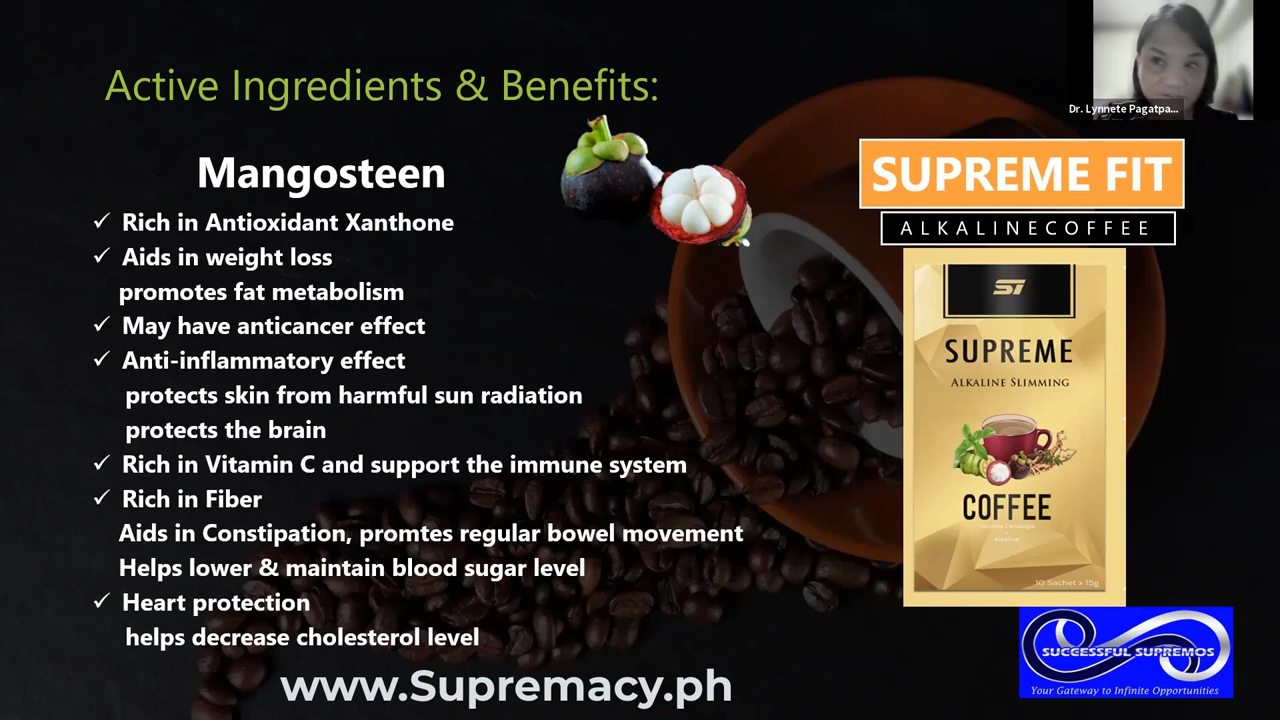 Active Ingredients & Benefits:
Mangosteen
✓ Rich in Antioxidant Xanthone
✓ Aids in weight loss
promotes fat metabolism
✓ May have anticancer effect
✓ Anti-inflammatory effect
protects skin from harmful sun radiation
protects the brain
✓ Rich in Vitamin C and support the immune system
✓ Rich in Fiber
Aids in Constipation, promtes regular bowel movement
Helps lower & maintain blood sugar level
✓ Heart protection
helps decrease cholesterol level
www.Supremacy.ph
Dr. Lynnete Pagatpa...
SUPREME FIT
ALKALINECOFFEE
SUPREME
ALKALINE SLIMMING
COFFEE
10 Sachet x 15g
SUCCESSFUL SUPREMOS
Your Gateway to Infinite Opportunities